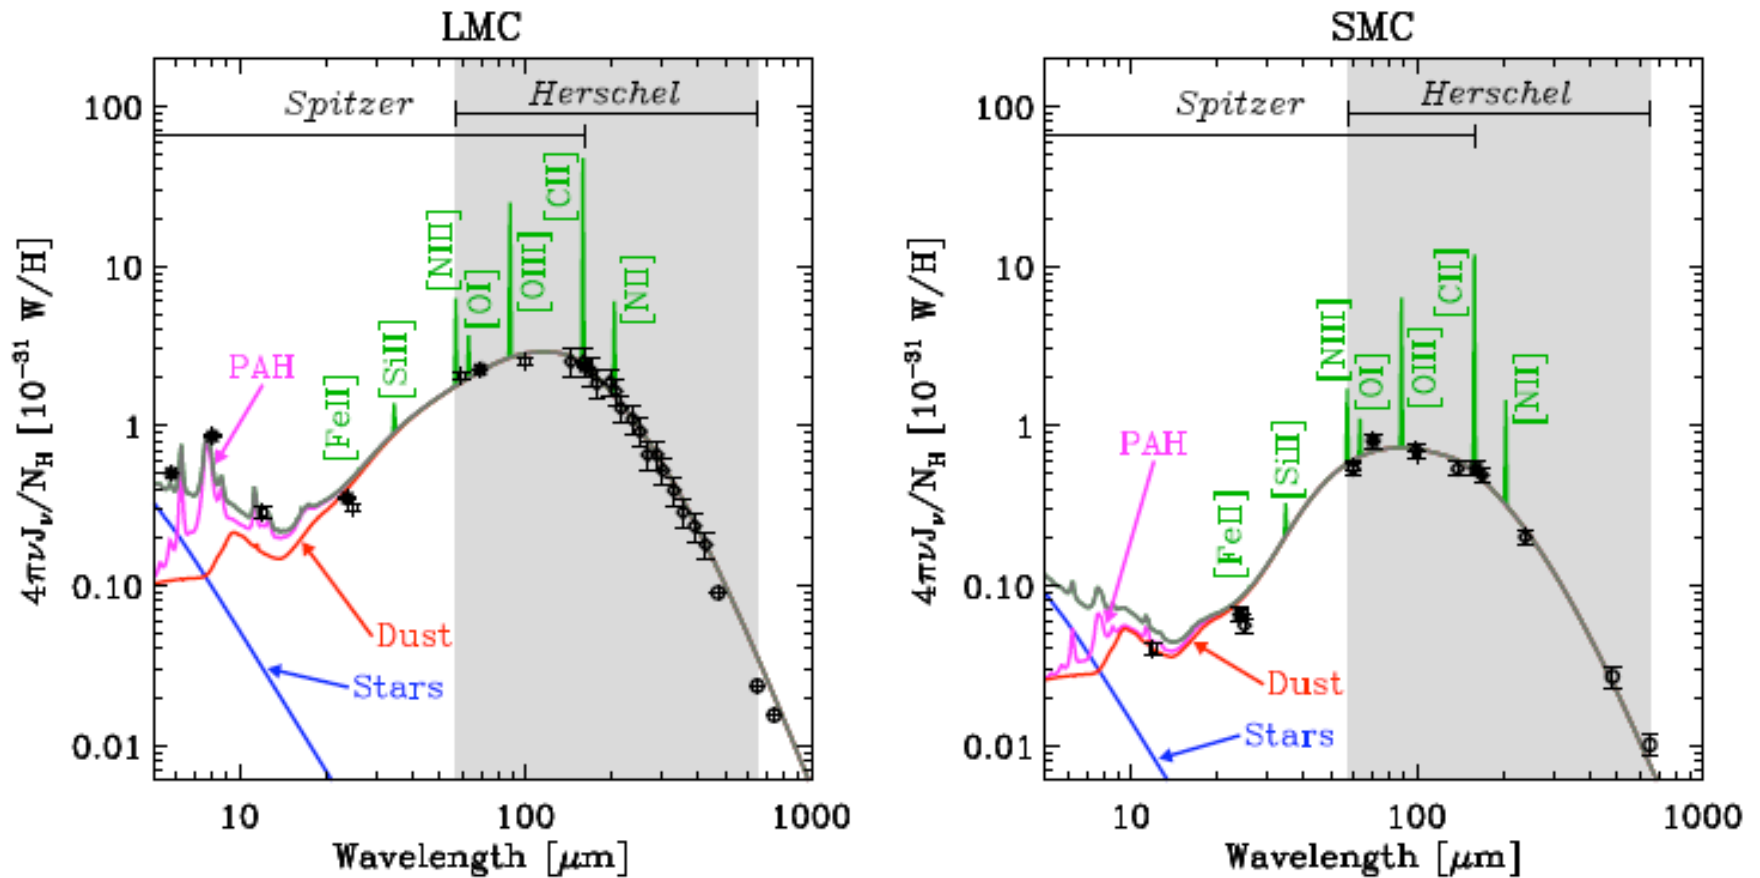 LMC
Spitzer
Herschel
100
10
1
0.10
0.01
4πνJν/NH [10−31 W/H]
PAH
[FeII]
[SiII]
[NIII]
[OI]
[OIII]
[CII]
[NII]
Dust
Stars
10
100
1000
Wavelength [μm]
SMC
Spitzer
Herschel
100
10
1
0.10
0.01
4πνJν/NH [10−31 W/H]
PAH
[FeII]
[SiII]
[NIII]
[OI]
[OIII]
[CII]
[NII]
Dust
Stars
10
100
1000
Wavelength [μm]